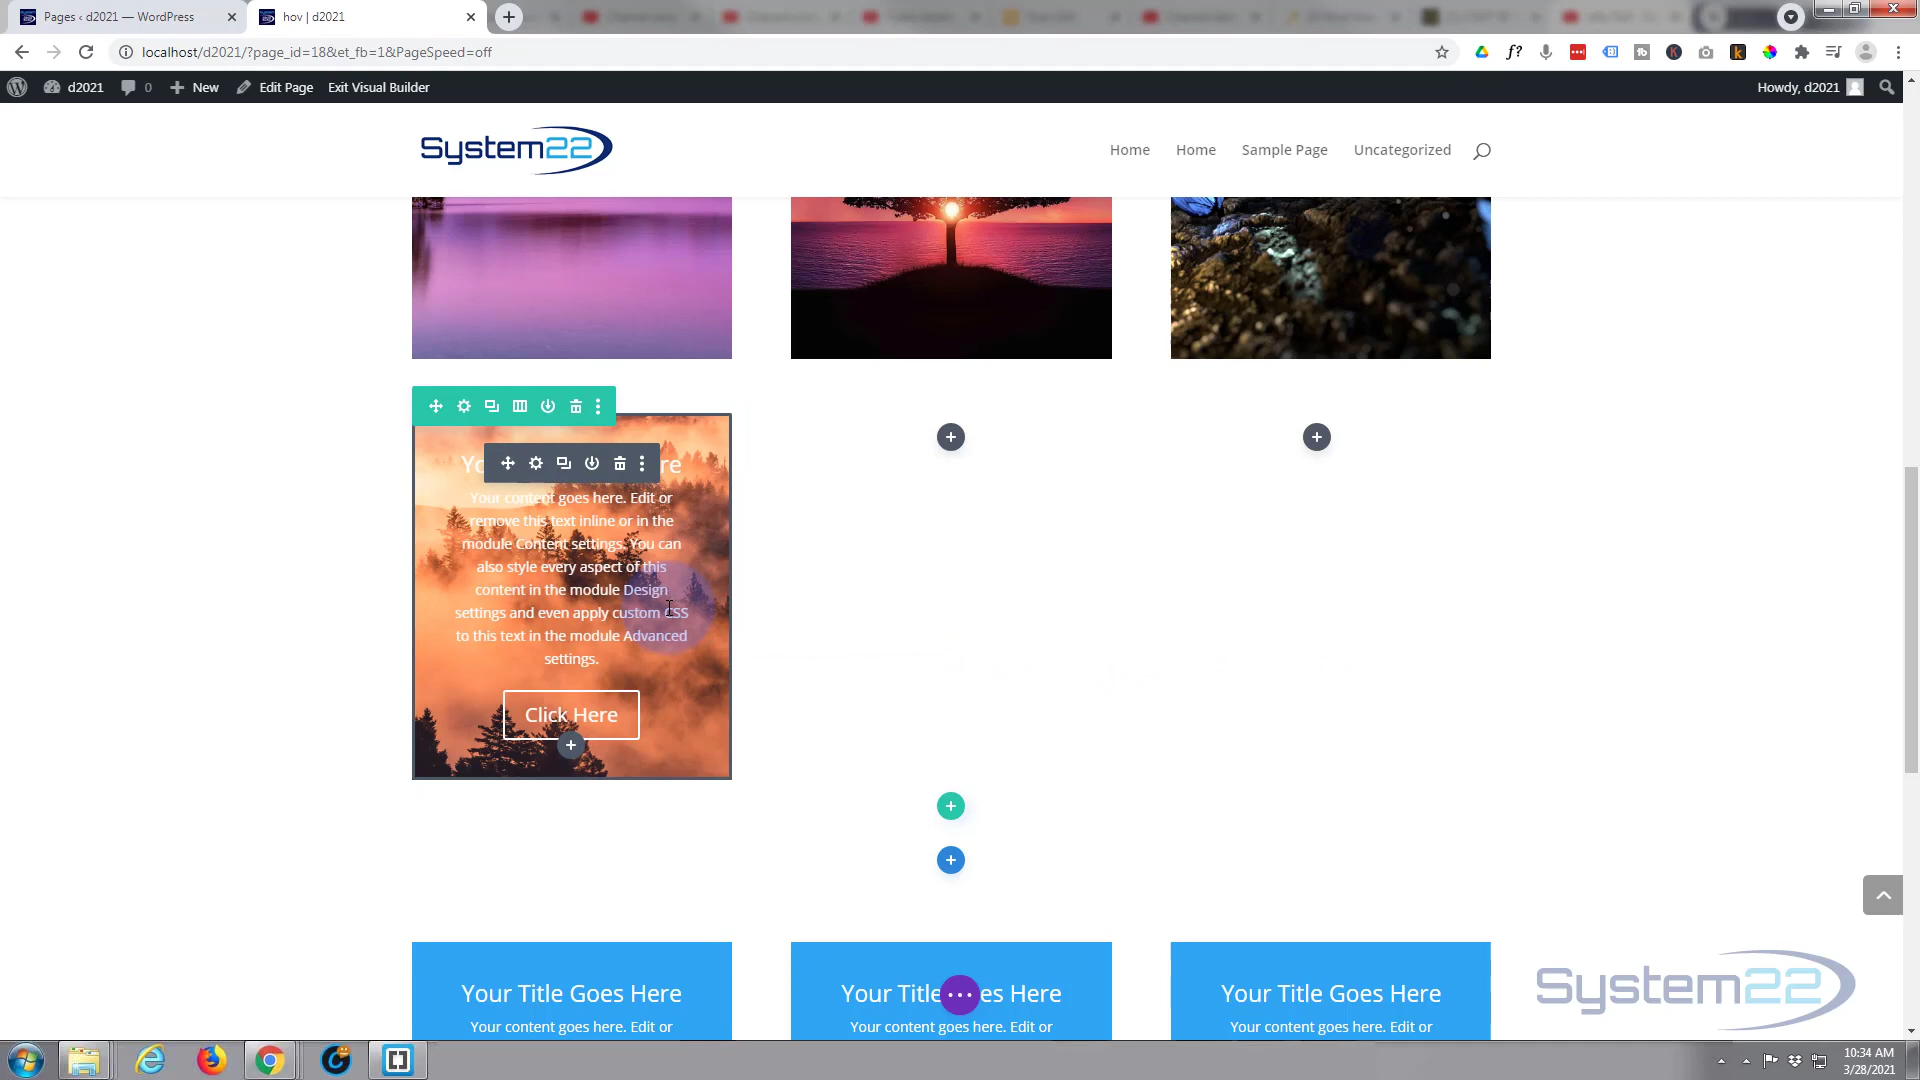 Pages ‹ d2021 — WordPress
hov | d2021
localhost/d2021/?page_id=18&et_fb=1&PageSpeed=off
d2021
0
New
Edit Page
Exit Visual Builder
Howdy, d2021
System22
Home
Home
Sample Page
Uncategorized
Your content goes here. Edit or
remove this text inline or in the
module Content settings. You can
also style every aspect of this
content in the module Design
settings and even apply custom CSS
to this text in the module Advanced
settings.
Click Here
Your Title Goes Here
Your content goes here. Edit or
Your Title Goes Here
Your content goes here. Edit or
Your Title Goes Here
Your content goes here. Edit or
System22
10:34 AM
3/28/2021